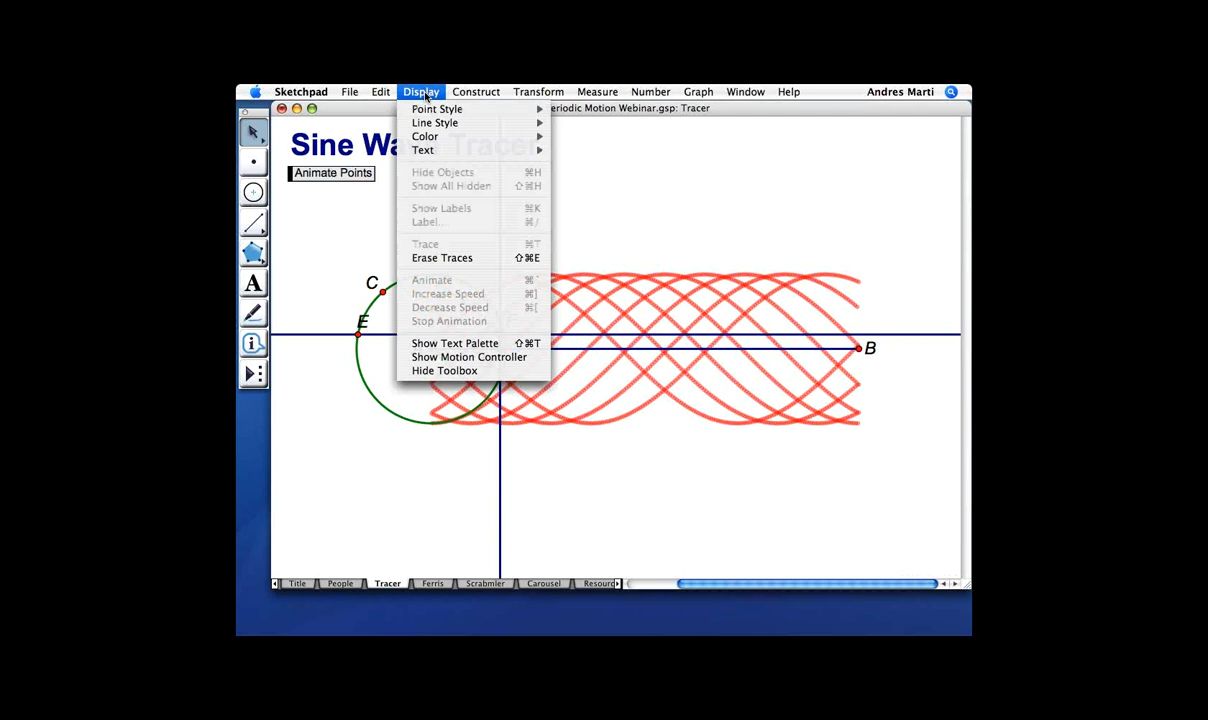 Sketchpad File Edit Display Construct Transform Measure Number Graph Window Help Andres Marti
eriodic Motion Webinar.gsp: Tracer
Sine Wave Tracer
Animate Points
Point Style
Line Style
Color
Text
Hide Objects ⌘H
Show All Hidden ⇧⌘H
Show Labels ⌘K
Label... ⌘/
Trace ⌘T
Erase Traces ⇧⌘E
Animate ⌘`
Increase Speed ⌘]
Decrease Speed ⌘[
Stop Animation
Show Text Palette ⇧⌘T
Show Motion Controller
Hide Toolbox
A
C
E
B
Title People Tracer Ferris Scrabmler Carousel Resourc